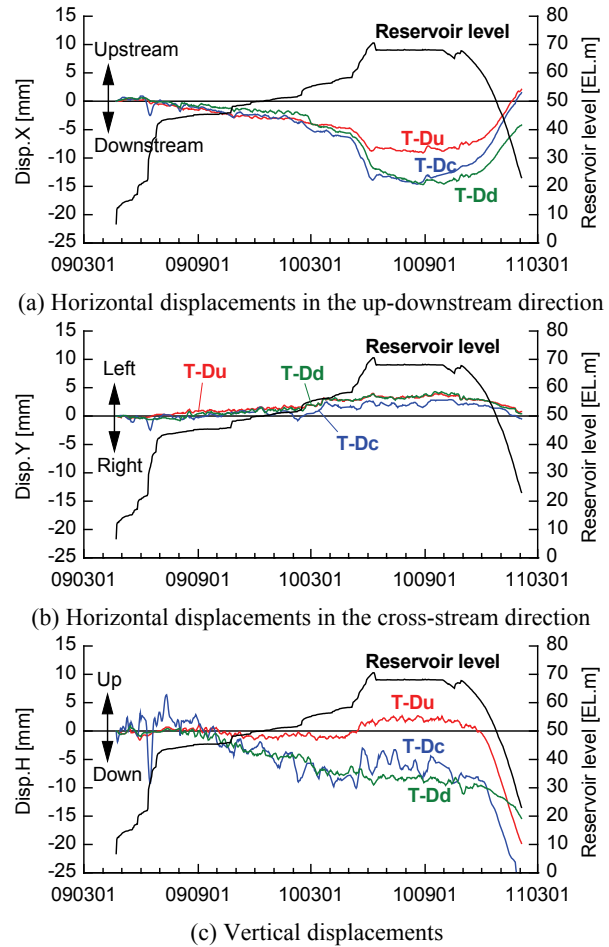 15
10
5
0
-5
-10
-15
-20
-25
Disp.X [mm]
Upstream
Downstream
Reservoir level
T-Du
T-Dc
T-Dd
80
70
60
50
40
30
20
10
0
Reservoir level [EL.m]
090301 090901 100301 100901 110301
(a) Horizontal displacements in the up-downstream direction
15
10
5
0
-5
-10
-15
-20
-25
Disp.Y [mm]
Left
Right
Reservoir level
T-Du
T-Dd
T-Dc
80
70
60
50
40
30
20
10
0
Reservoir level [EL.m]
090301 090901 100301 100901 110301
(b) Horizontal displacements in the cross-stream direction
15
10
5
0
-5
-10
-15
-20
-25
Disp.H [mm]
Up
Down
Reservoir level
T-Du
T-Dc
T-Dd
80
70
60
50
40
30
20
10
0
Reservoir level [EL.m]
090301 090901 100301 100901 110301
(c) Vertical displacements